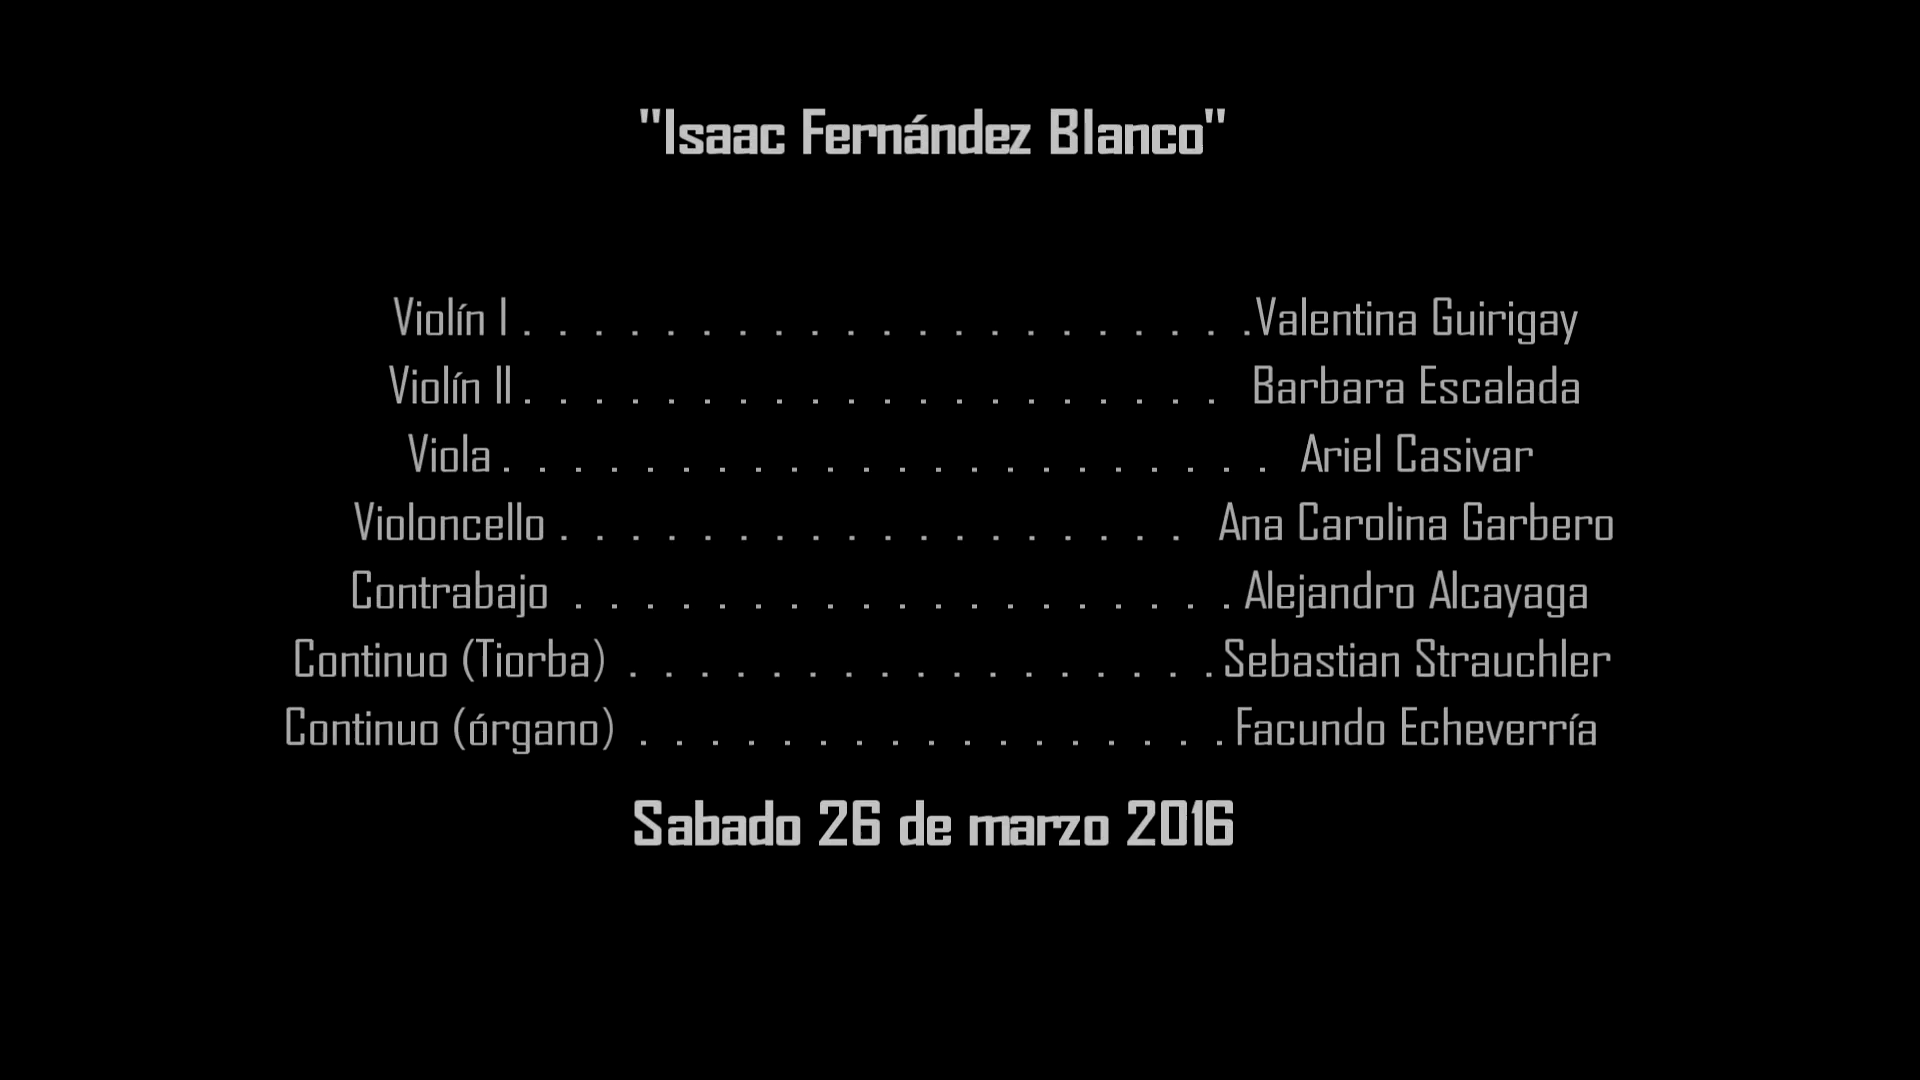 "Isaac Fernández Blanco"
Violín I . . . . . . . . . . . . . . . . . . . . .Valentina Guirigay
Violín II . . . . . . . . . . . . . . . . . . . . Barbara Escalada
Viola . . . . . . . . . . . . . . . . . . . . . . Ariel Casivar
Violoncello . . . . . . . . . . . . . . . . . . Ana Carolina Garbero
Contrabajo . . . . . . . . . . . . . . . . . . . Alejandro Alcayaga
Continuo (Tiorba) . . . . . . . . . . . . . . . . . Sebastian Strauchler
Continuo (órgano) . . . . . . . . . . . . . . . . . Facundo Echeverría
Sabado 26 de marzo 2016